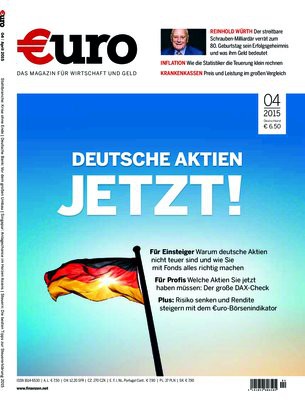 €uro
DAS MAGAZIN FÜR WIRTSCHAFT UND GELD
REINHOLD WÜRTH Der streitbare
Schrauben-Milliardär verrät zum
80. Geburtstag sein Erfolgsgeheimnis
und was ihm Geld bedeutet
INFLATION Wie die Statistiker die Teuerung klein rechnen
KRANKENKASSEN Preis und Leistung im großen Vergleich
04
2015
€ 6,50
DEUTSCHE AKTIEN
JETZT!
Für Einsteiger Warum deutsche Aktien
nicht teuer sind und wie Sie
mit Fonds alles richtig machen
Für Profis Welche Aktien Sie jetzt
haben müssen: Der große DAX-Check
Plus: Risiko senken und Rendite
steigern mit dem €uro-Börsenindikator
www.finanzen.net
04 | April 2015